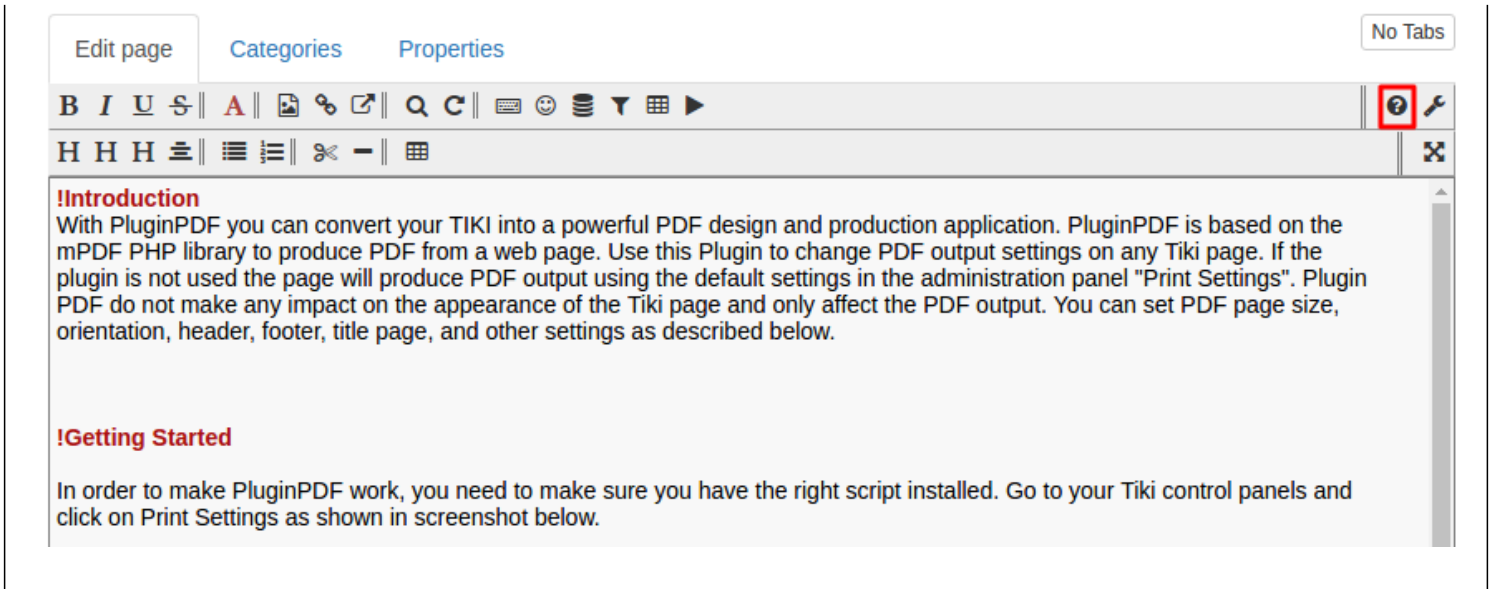 Edit page Categories Properties No Tabs
B I U S A
H H H
!Introduction
With PluginPDF you can convert your TIKI into a powerful PDF design and production application. PluginPDF is based on the
mPDF PHP library to produce PDF from a web page. Use this Plugin to change PDF output settings on any Tiki page. If the
plugin is not used the page will produce PDF output using the default settings in the administration panel "Print Settings". Plugin
PDF do not make any impact on the appearance of the Tiki page and only affect the PDF output. You can set PDF page size,
orientation, header, footer, title page, and other settings as described below.
!Getting Started
In order to make PluginPDF work, you need to make sure you have the right script installed. Go to your Tiki control panels and
click on Print Settings as shown in screenshot below.